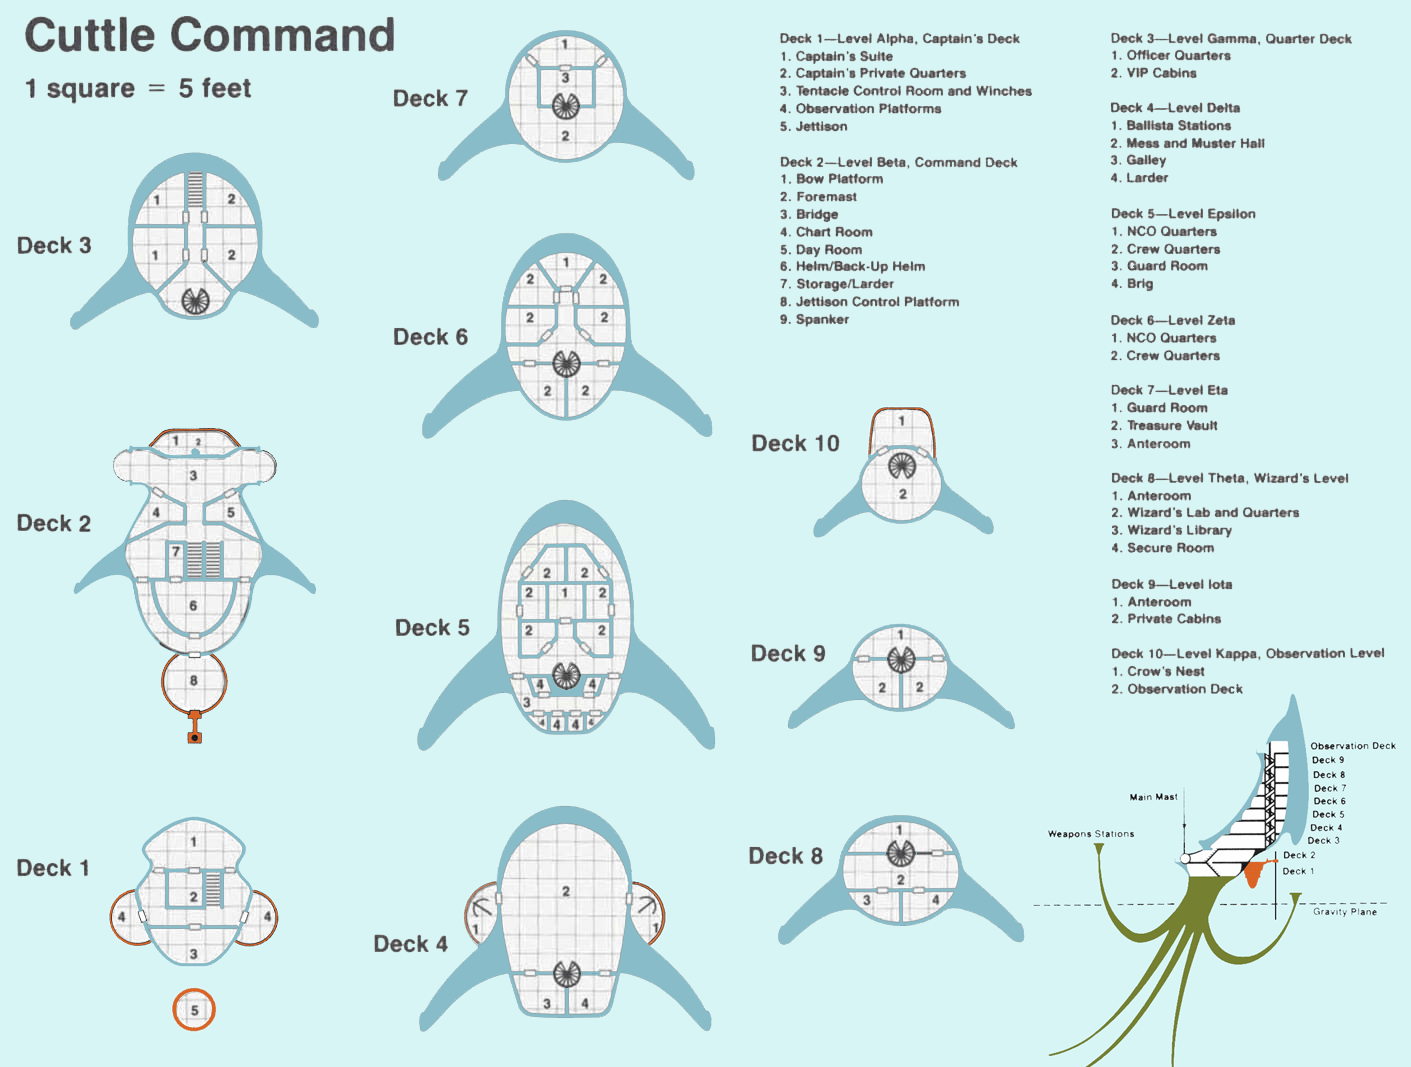 Cuttle Command
1 square = 5 feet
Deck 3
1
2
1
2
Deck 2
1
2
3
4
5
7
6
8
Deck 1
1
2
4
4
3
5
Deck 7
1
3
2
Deck 6
1
2
2
2
2
2
2
Deck 5
2
2
2
1
2
2
2
4
4
3
4
4
4
4
Deck 4
2
1
1
3
4
Deck 10
1
2
Deck 9
1
2
2
Deck 8
1
2
3
4
Deck 1—Level Alpha, Captain's Deck
1. Captain's Suite
2. Captain's Private Quarters
3. Tentacle Control Room and Winches
4. Observation Platforms
5. Jettison
Deck 2—Level Beta, Command Deck
1. Bow Platform
2. Foremast
3. Bridge
4. Chart Room
5. Day Room
6. Helm/Back-Up Helm
7. Storage/Larder
8. Jettison Control Platform
9. Spanker
Deck 3—Level Gamma, Quarter Deck
1. Officer Quarters
2. VIP Cabins
Deck 4—Level Delta
1. Ballista Stations
2. Mess and Muster Hall
3. Galley
4. Larder
Deck 5—Level Epsilon
1. NCO Quarters
2. Crew Quarters
3. Guard Room
4. Brig
Deck 6—Level Zeta
1. NCO Quarters
2. Crew Quarters
Deck 7—Level Eta
1. Guard Room
2. Treasure Vault
3. Anteroom
Deck 8—Level Theta, Wizard's Level
1. Anteroom
2. Wizard's Lab and Quarters
3. Wizard's Library
4. Secure Room
Deck 9—Level Iota
1. Anteroom
2. Private Cabins
Deck 10—Level Kappa, Observation Level
1. Crow's Nest
2. Observation Deck
Observation Deck
Deck 9
Deck 8
Deck 7
Deck 6
Deck 5
Deck 4
Deck 3
Deck 2
Deck 1
Main Mast
Weapons Stations
Gravity Plane